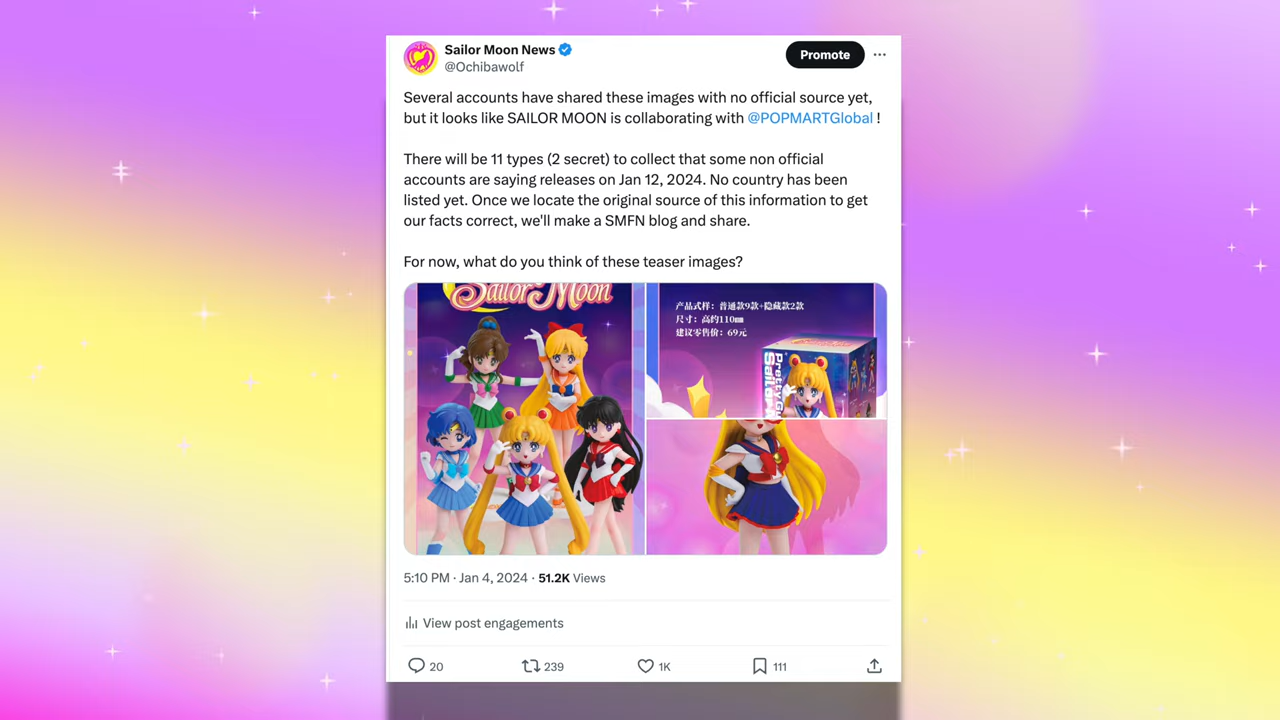 Sailor Moon News
@Ochibawolf
Promote
Several accounts have shared these images with no official source yet,
but it looks like SAILOR MOON is collaborating with @POPMARTGlobal !
There will be 11 types (2 secret) to collect that some non official
accounts are saying releases on Jan 12, 2024. No country has been
listed yet. Once we locate the original source of this information to get
our facts correct, we'll make a SMFN blog and share.
For now, what do you think of these teaser images?
Sailor Moon
产品式样：普通款9款+隐藏款2款
尺寸：高约110mm
建议零售价：69元
Pretty Gu
Sailor
5:10 PM · Jan 4, 2024 · 51.2K Views
View post engagements
20
239
1K
111